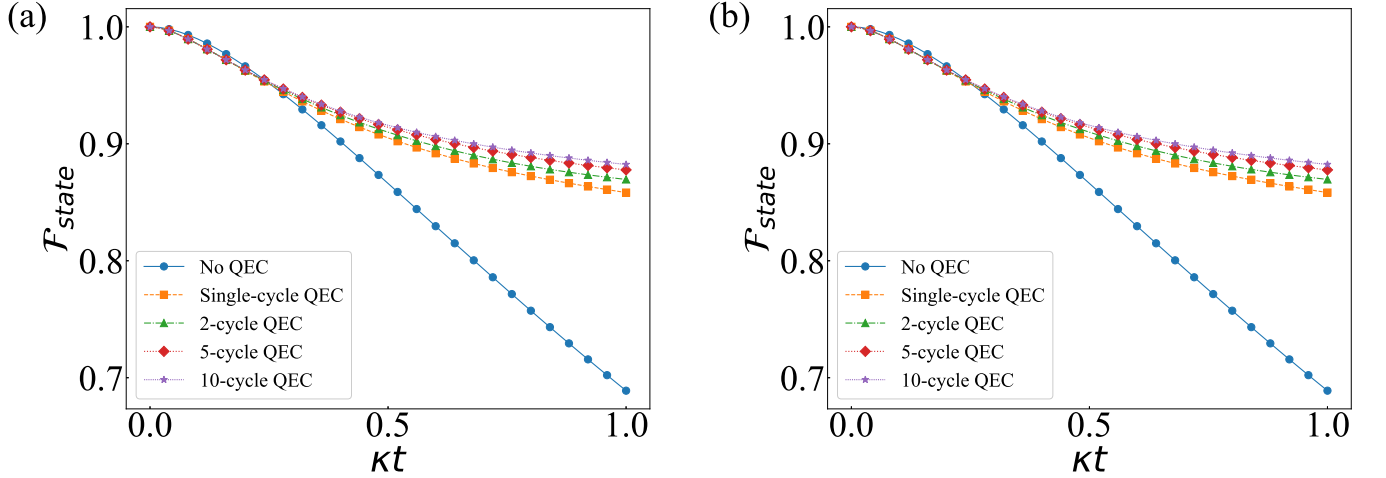 (a)
1.0
0.9
0.8
0.7
𝓕state
No QEC
Single-cycle QEC
2-cycle QEC
5-cycle QEC
10-cycle QEC
0.0 0.5 1.0
κt
(b)
1.0
0.9
0.8
0.7
𝓕state
No QEC
Single-cycle QEC
2-cycle QEC
5-cycle QEC
10-cycle QEC
0.0 0.5 1.0
κt